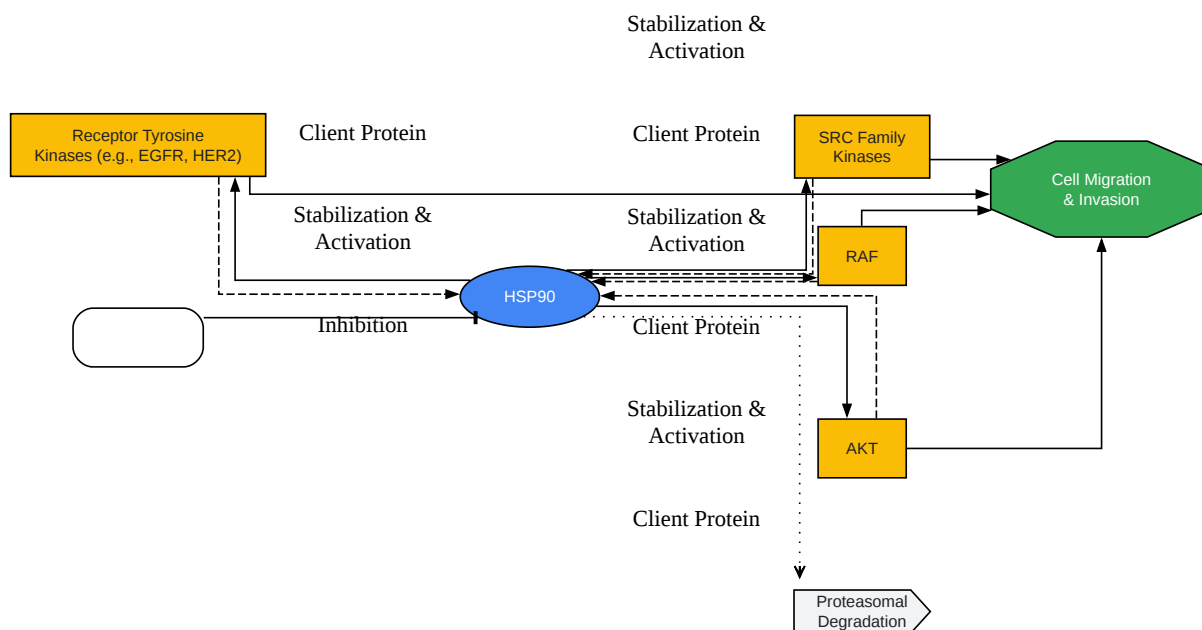 Stabilization &
Activation
Receptor Tyrosine
Kinases (e.g., EGFR, HER2)
Client Protein
Client Protein
SRC Family
Kinases
Cell Migration
& Invasion
Stabilization &
Activation
Stabilization &
Activation
RAF
HSP90
Inhibition
Client Protein
Stabilization &
Activation
AKT
Client Protein
Proteasomal
Degradation